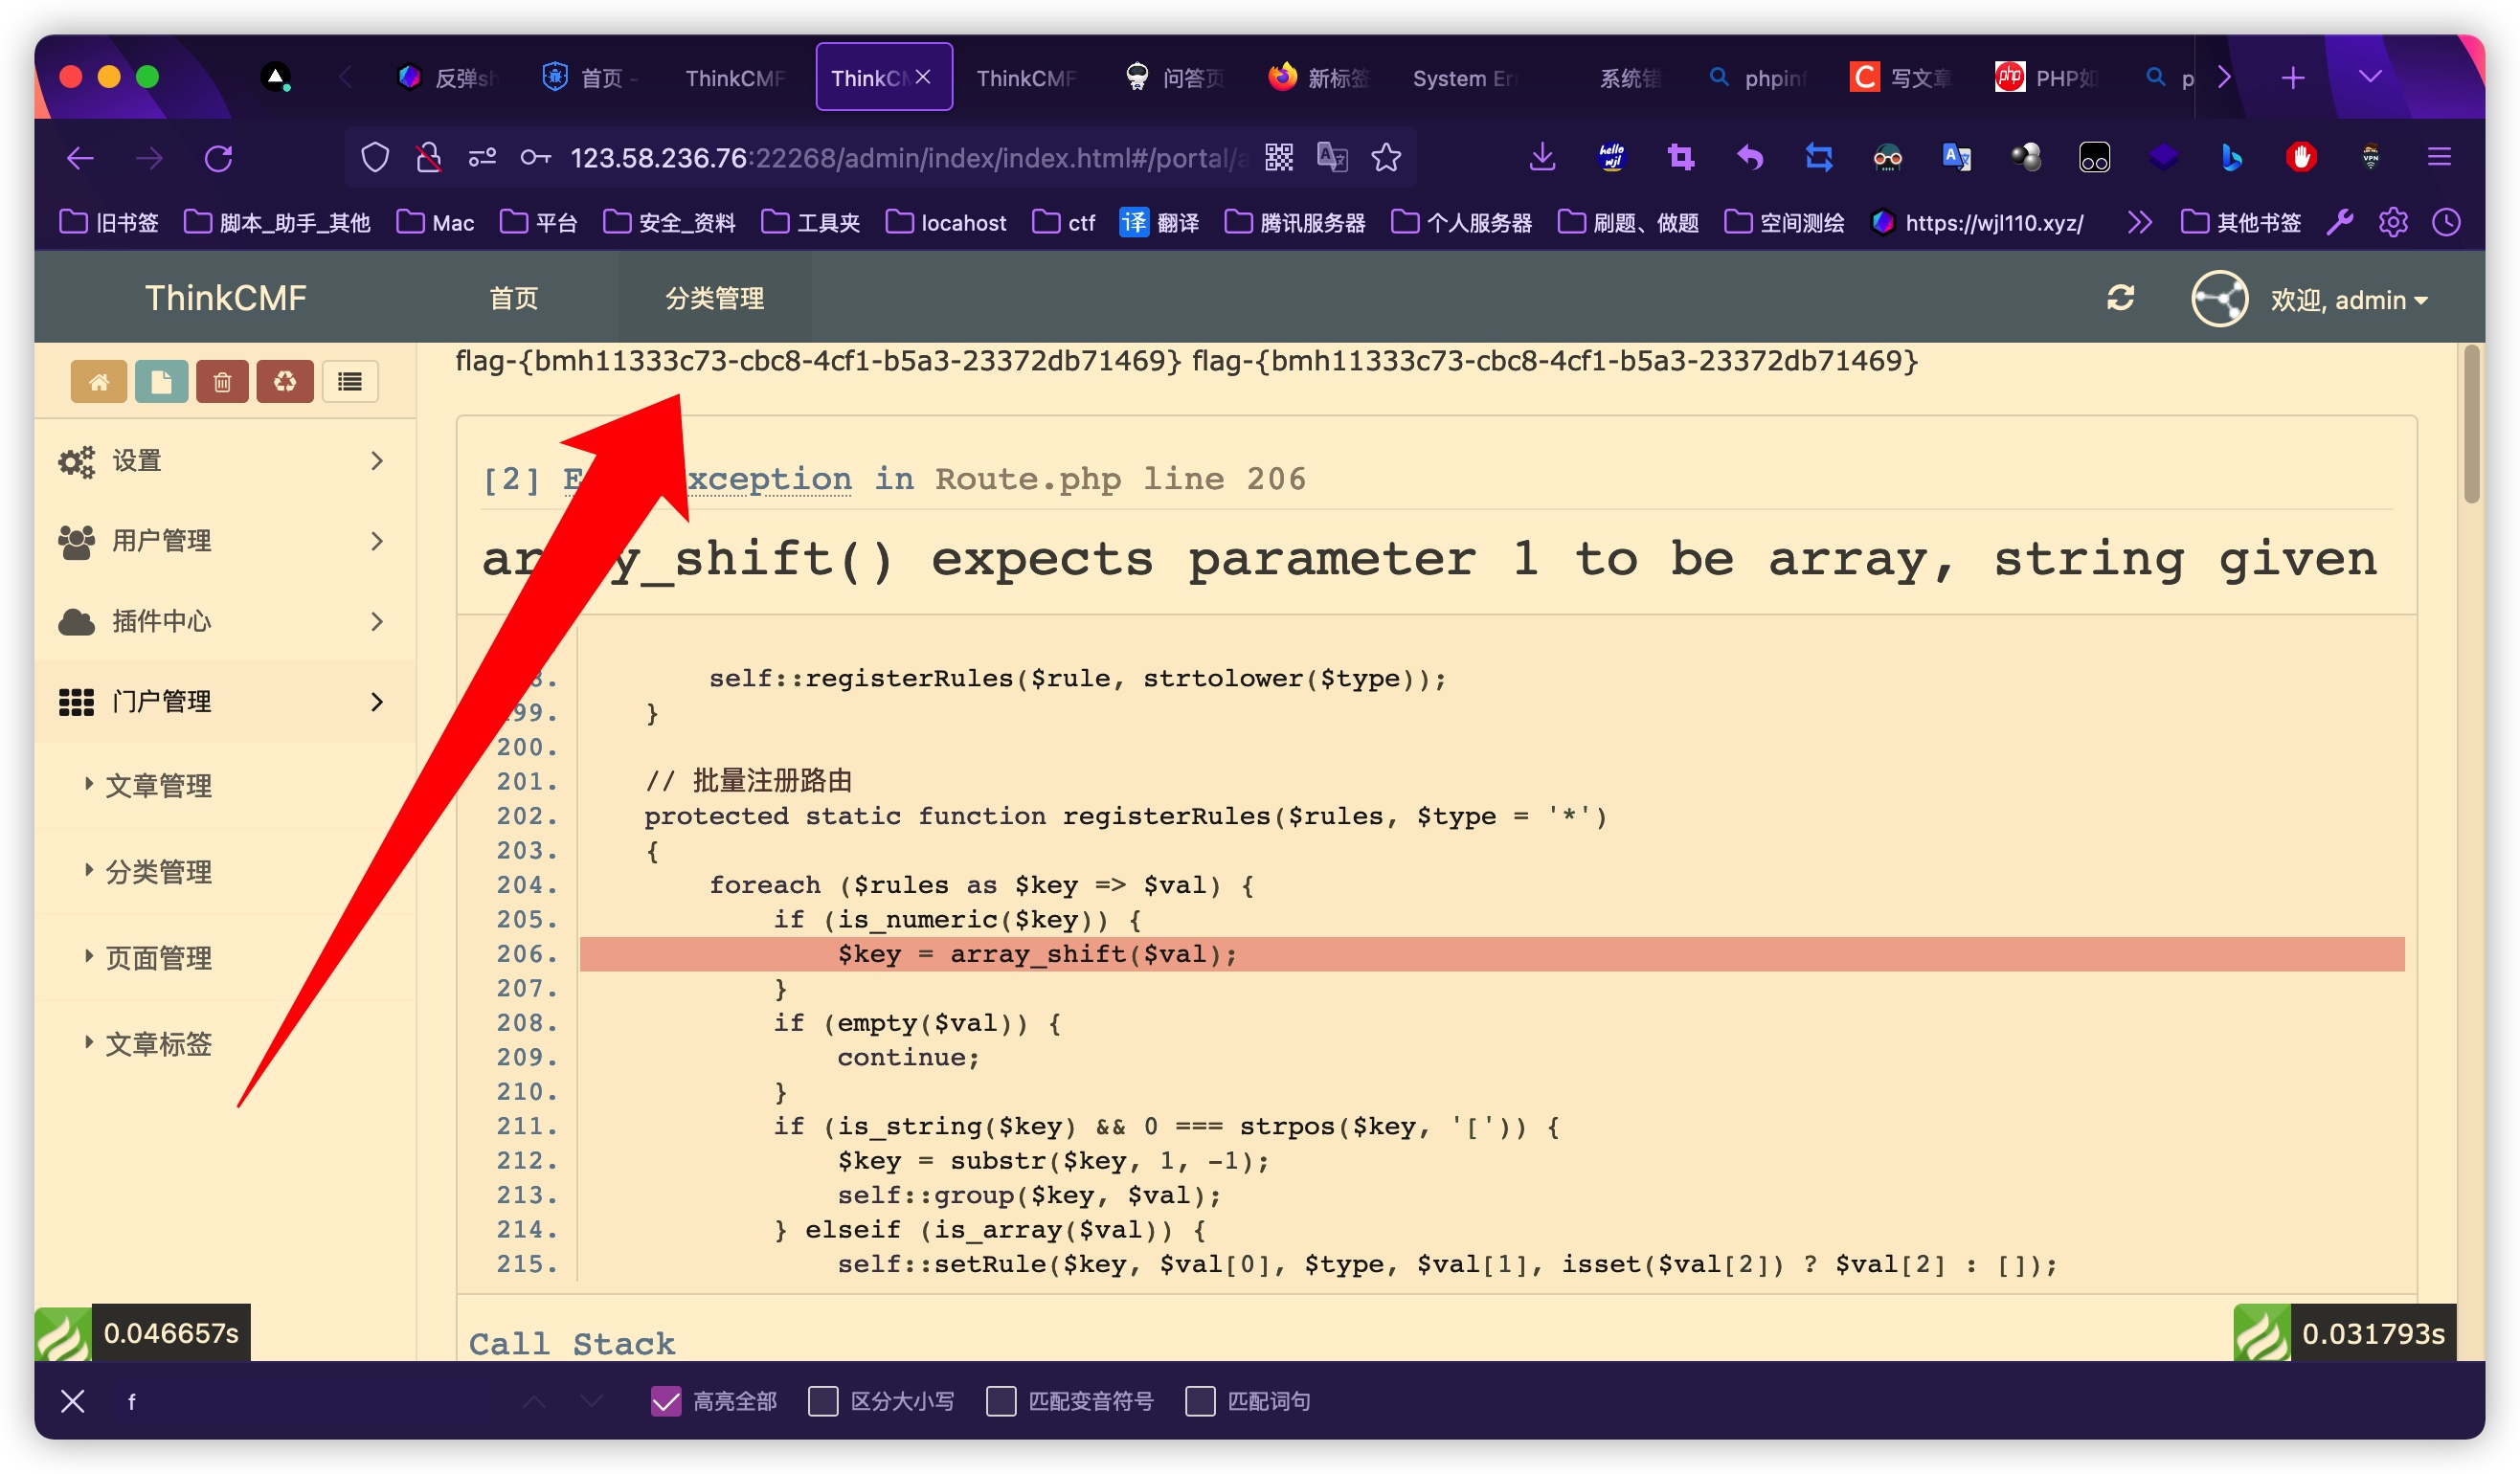 反弹sh
首页 -
ThinkCMF
ThinkCM
ThinkCMF
问答页
新标签
System Er
系统错
phpinf
C 写文章
php PHP如
p
123.58.236.76:22268/admin/index/index.html#/portal/a
hello wjl
VPN
旧书签
脚本_助手_其他
Mac
平台
安全_资料
工具夹
locahost
ctf
译 翻译
腾讯服务器
个人服务器
刷题、做题
空间测绘
https://wjl110.xyz/
其他书签
ThinkCMF
首页
分类管理
欢迎, admin
flag-{bmh11333c73-cbc8-4cf1-b5a3-23372db71469} flag-{bmh11333c73-cbc8-4cf1-b5a3-23372db71469}
设置
用户管理
插件中心
门户管理
文章管理
分类管理
页面管理
文章标签
[2] E xception in Route.php line 206
ar y_shift() expects parameter 1 to be array, string given
8. self::registerRules($rule, strtolower($type));
99. }
200.
201. // 批量注册路由
202. protected static function registerRules($rules, $type = '*')
203. {
204. foreach ($rules as $key => $val) {
205. if (is_numeric($key)) {
206. $key = array_shift($val);
207. }
208. if (empty($val)) {
209. continue;
210. }
211. if (is_string($key) && 0 === strpos($key, '[')) {
212. $key = substr($key, 1, -1);
213. self::group($key, $val);
214. } elseif (is_array($val)) {
215. self::setRule($key, $val[0], $type, $val[1], isset($val[2]) ? $val[2] : []);
Call Stack
0.046657s
0.031793s
f
高亮全部
区分大小写
匹配变音符号
匹配词句